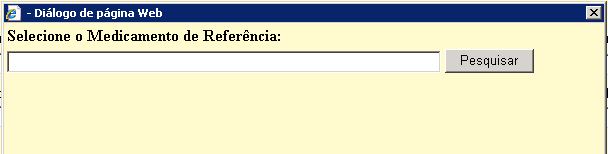 - Diálogo de página Web
Selecione o Medicamento de Referência:
Pesquisar